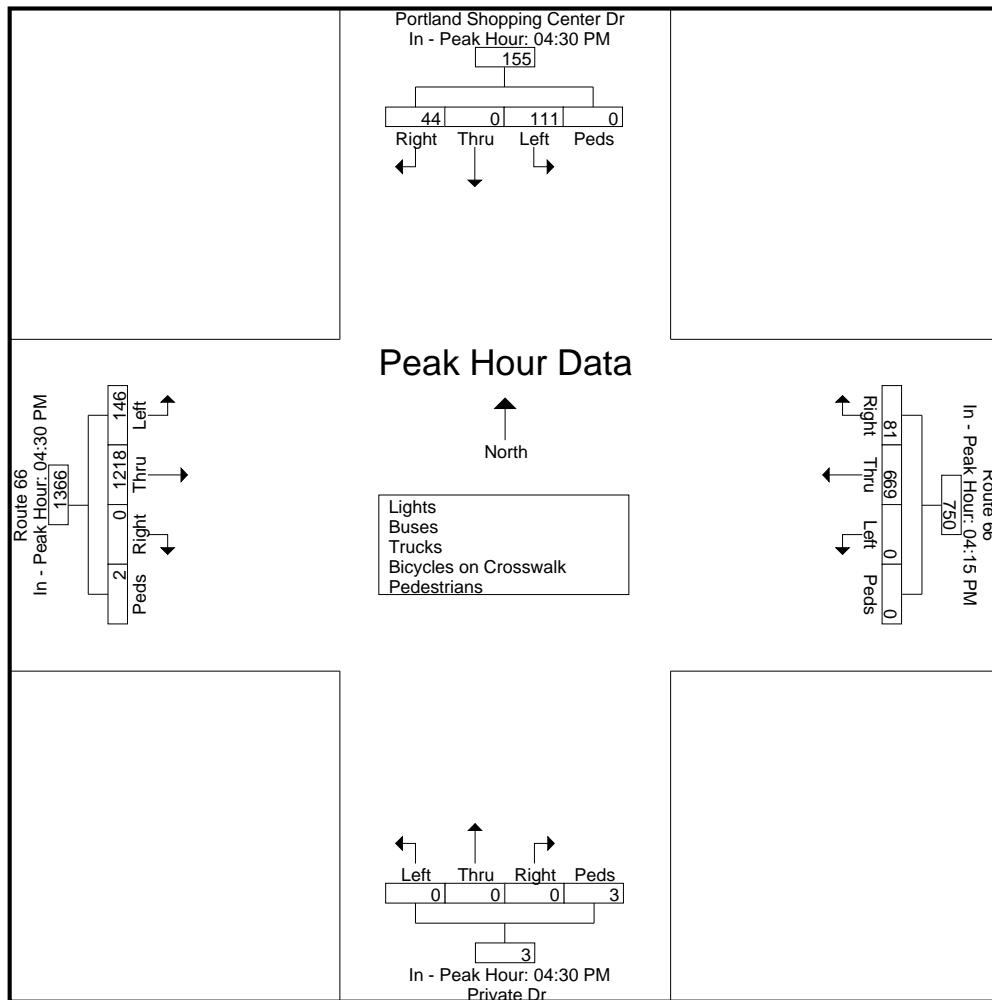 Portland Shopping Center Dr
In - Peak Hour: 04:30 PM
155
44 0 111 0
Right Thru Left Peds
Peak Hour Data
North
Lights
Buses
Trucks
Bicycles on Crosswalk
Pedestrians
Route 66
In - Peak Hour: 04:30 PM
1366
146 1218 0 2
Left Thru Right Peds
Route 66
In - Peak Hour: 04:15 PM
750
81 669 0 0
Right Thru Left Peds
Left Thru Right Peds
0 0 0 3
3
In - Peak Hour: 04:30 PM
Private Dr